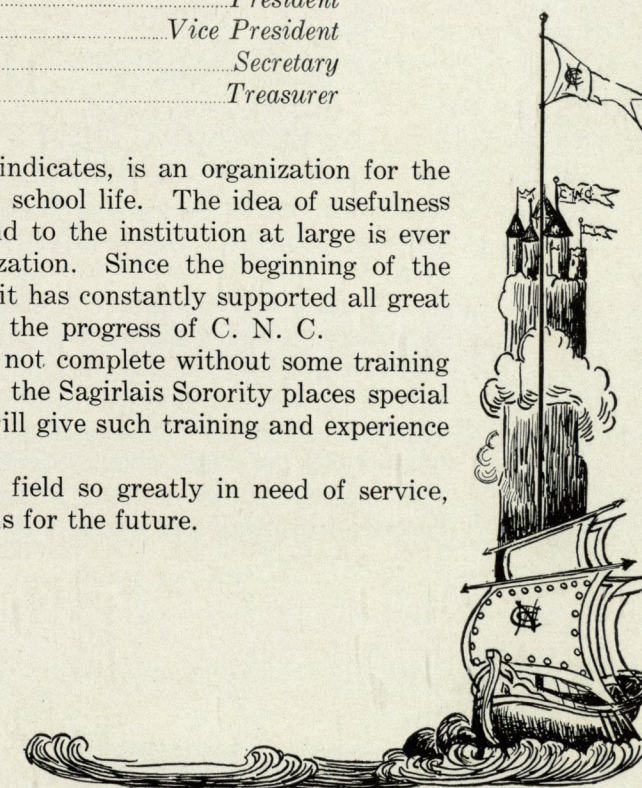 President
Vice President
Secretary
Treasurer
indicates, is an organization for the
school life. The idea of usefulness
d to the institution at large is ever
zation. Since the beginning of the
it has constantly supported all great
the progress of C. N. C.
not complete without some training
the Sagirlais Sorority places special
ill give such training and experience
field so greatly in need of service,
s for the future.